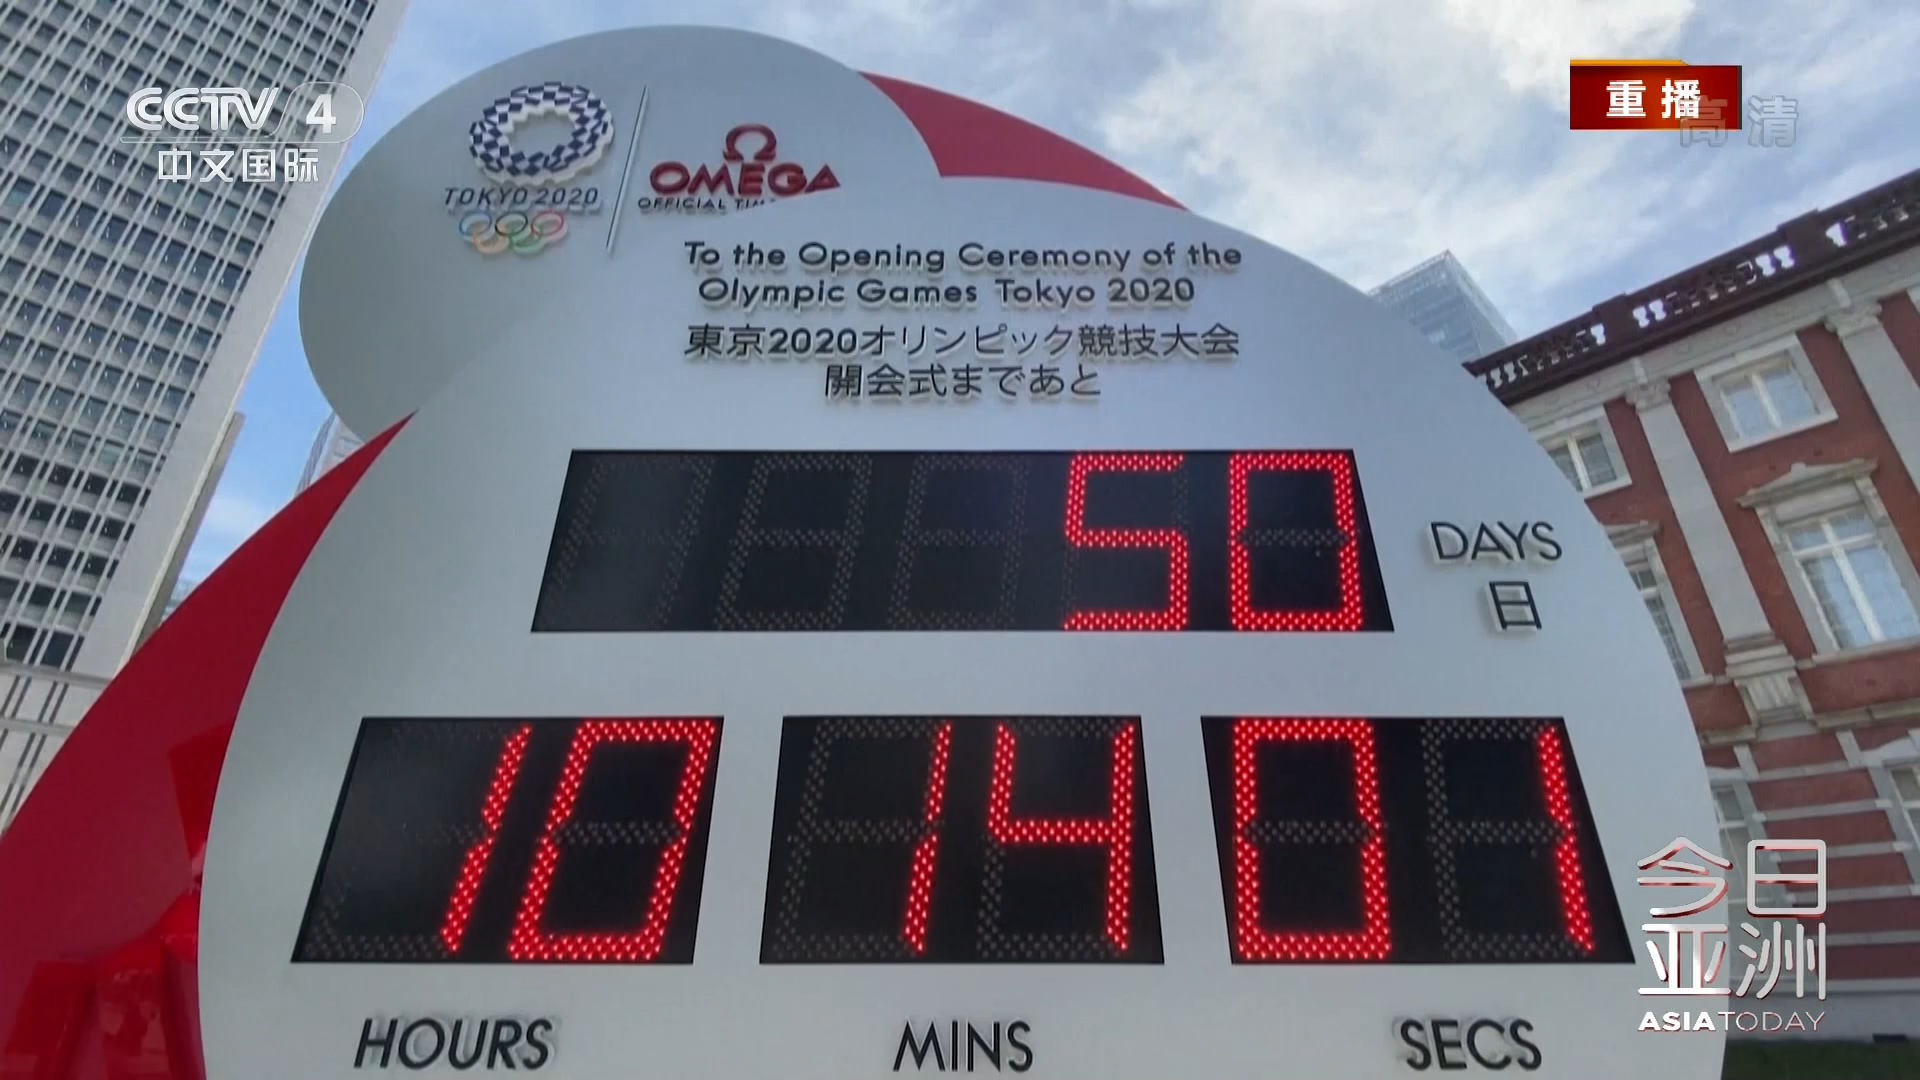 CCTV 4
中文国际
重播
高清
TOKYO 2020
OMEGA
OFFICIAL
To the Opening Ceremony of the
Olympic Games Tokyo 2020
東京2020オリンピック競技大会
開会式まであと
50
DAYS
日
10 14 01
HOURS MINS SECS
今日
亚洲
ASIA TODAY